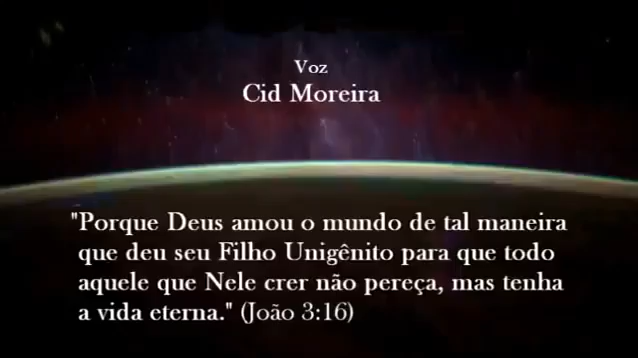 Voz
Cid Moreira
"Porque Deus amou o mundo de tal maneira
que deu seu Filho Unigênito para que todo
aquele que Nele crer não pereça, mas tenha
a vida eterna." (João 3:16)